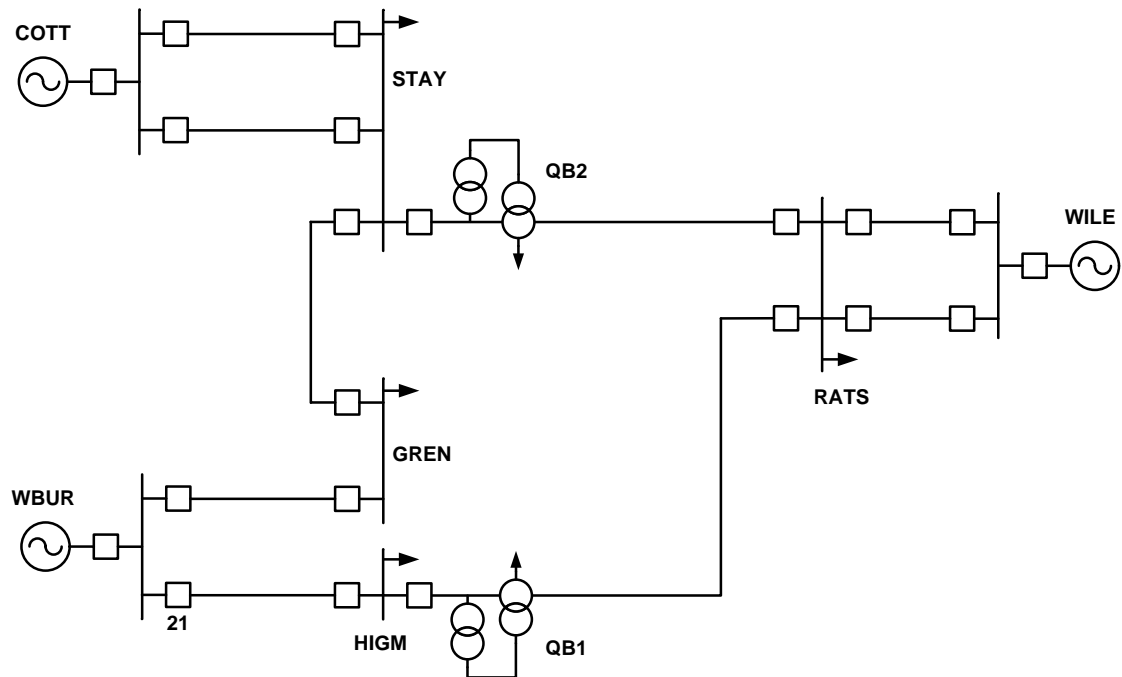 COTT
STAY
QB2
WILE
RATS
GREN
WBUR
21
HIGM
QB1